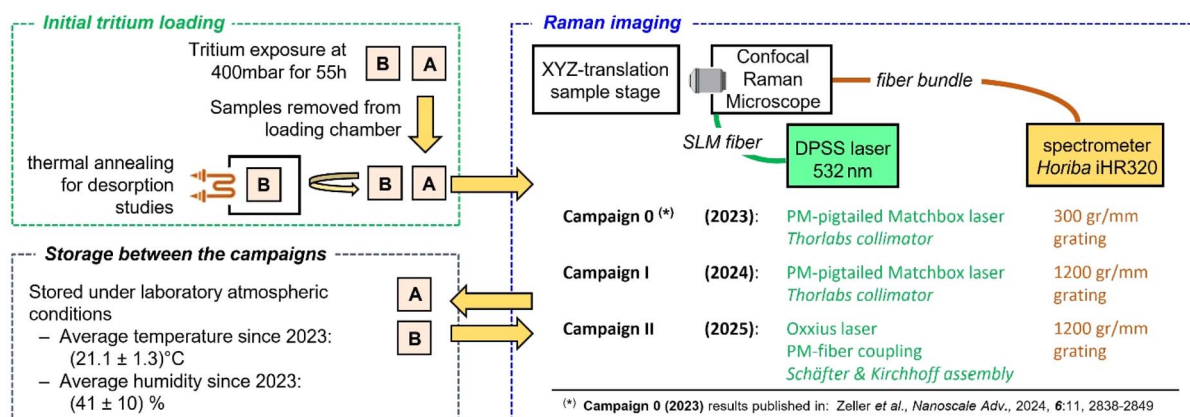 Initial tritium loading
Tritium exposure at
400mbar for 55h
B A
Samples removed from
loading chamber
thermal annealing
for desorption
studies
B
B A
Raman imaging
XYZ-translation
sample stage
Confocal
Raman
Microscope
fiber bundle
SLM fiber
DPSS laser
532 nm
spectrometer
Horiba iHR320
Campaign 0 (*) (2023): PM-pigtailed Matchbox laser 300 gr/mm
Thorlabs collimator grating
Campaign I (2024): PM-pigtailed Matchbox laser 1200 gr/mm
Thorlabs collimator grating
Campaign II (2025): Oxxius laser 1200 gr/mm
PM-fiber coupling grating
Schäfter & Kirchhoff assembly
(*) Campaign 0 (2023) results published in: Zeller et al., Nanoscale Adv., 2024, 6:11, 2838-2849
Storage between the campaigns
Stored under laboratory atmospheric
conditions
– Average temperature since 2023:
(21.1 ± 1.3)°C
– Average humidity since 2023:
(41 ± 10) %
A
B